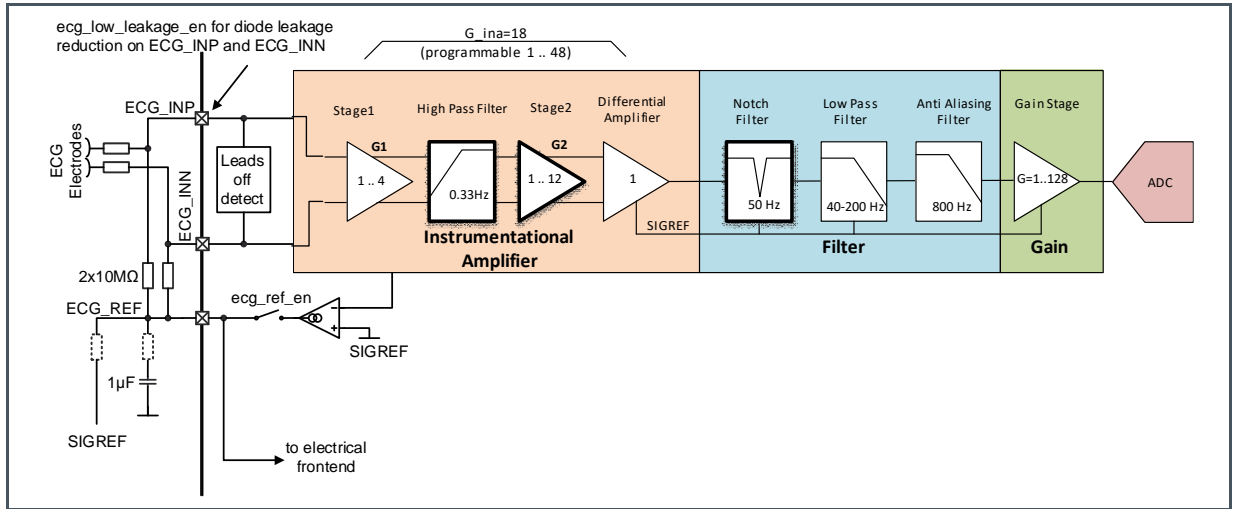 ecg_low_leakage_en for diode leakage
reduction on ECG_INP and ECG_INN
G_ina=18
(programmable 1 .. 48)
ECG_INP
Stage1
High Pass Filter
Stage2
Differential
Amplifier
Notch
Filter
Low Pass
Filter
Anti Aliasing
Filter
Gain Stage
ECG
Electrodes
ECG_INN
Leads
off
detect
G1
1 .. 4
0.33Hz
G2
1 .. 12
1
50 Hz
40-200 Hz
800 Hz
G=1..128
ADC
SIGREF
Instrumentational
Amplifier
Filter
Gain
2x10MΩ
ECG_REF
ecg_ref_en
-
+
SIGREF
1µF
SIGREF
to electrical
frontend